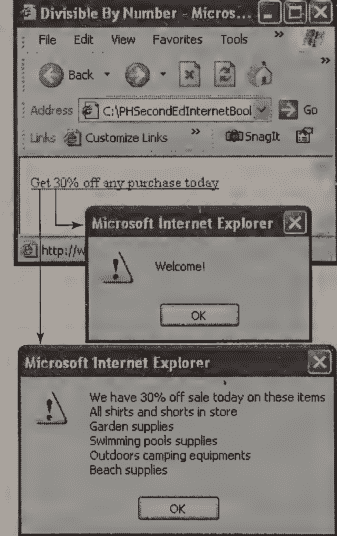 Divisible By Number - Micros...
File Edit View Favorites Tools »
Back
»
Address C:\PHSecondEdInternetBool Go
Links Customize Links » SnagIt
Get 30% off any purchase today
Microsoft Internet Explorer
http://w
Welcome!
OK
Microsoft Internet Explorer
We have 30% off sale today on these items
All shirts and shorts in store
Garden supplies
Swimming pools supplies
Outdoors camping equipments
Beach supplies
OK